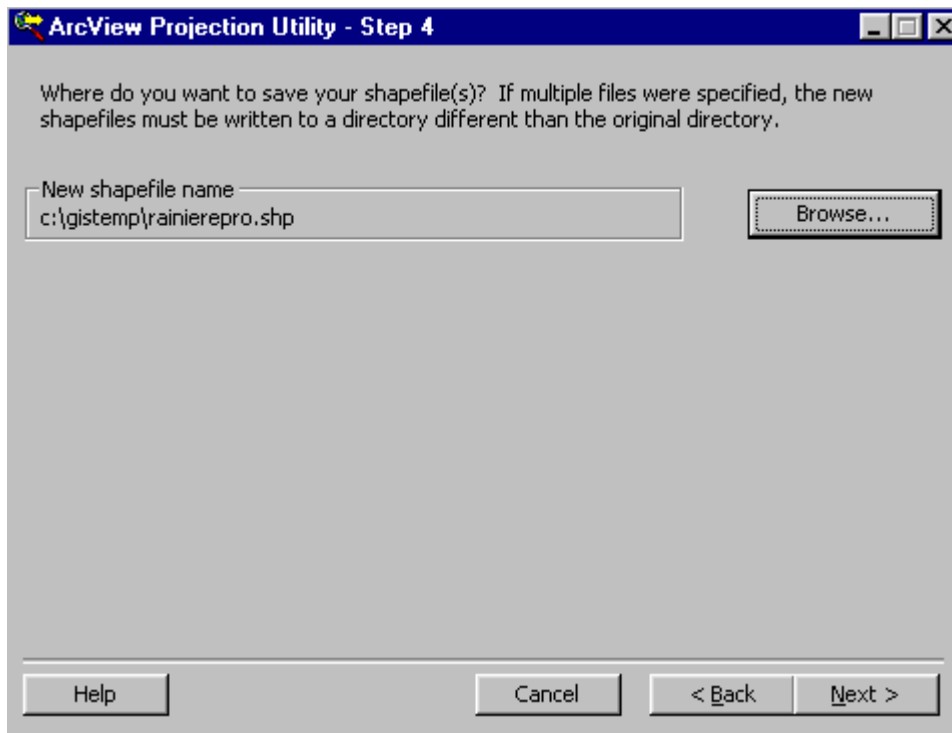 ArcView Projection Utility - Step 4
Where do you want to save your shapefile(s)? If multiple files were specified, the new
shapefiles must be written to a directory different than the original directory.
New shapefile name
c:\gistemp\rainierepro.shp
Browse...
Help
Cancel
< Back
Next >